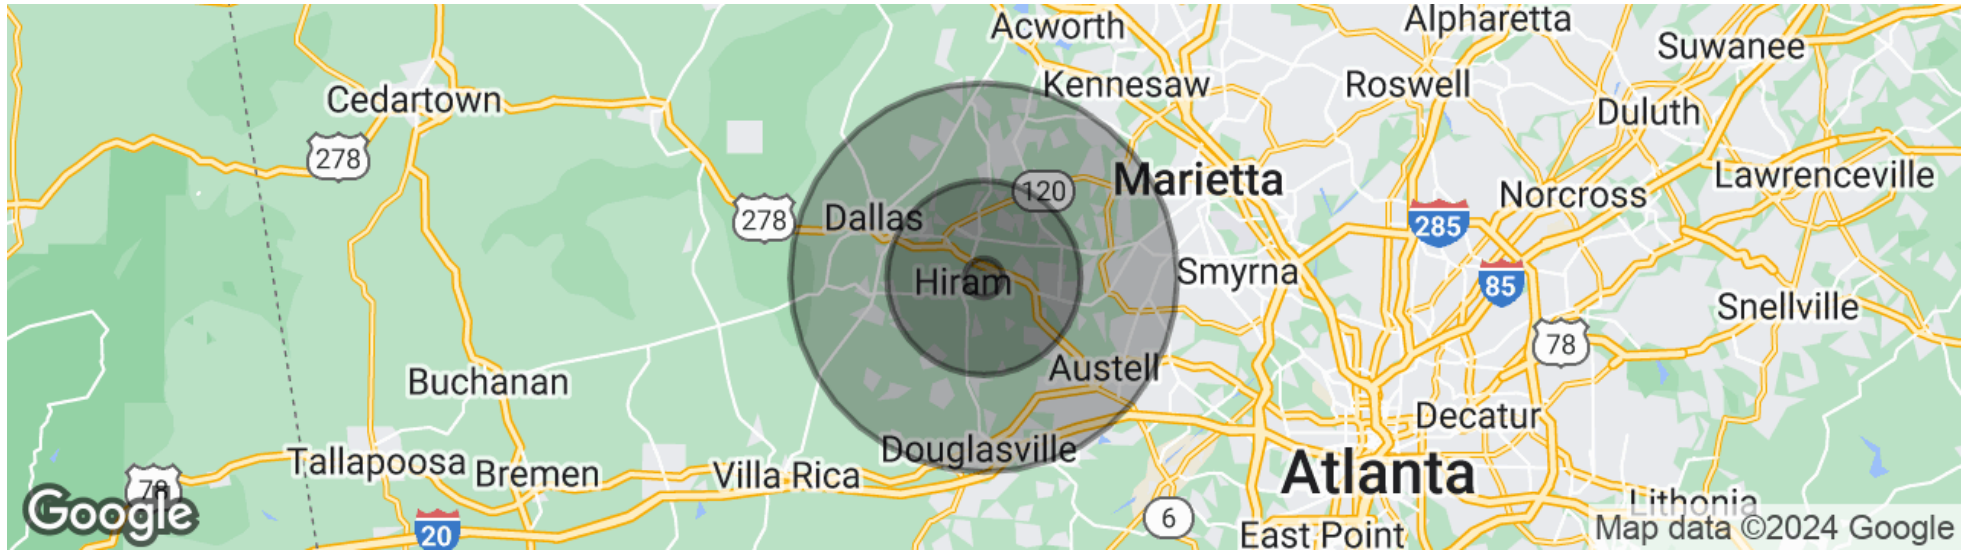 Acworth
Alpharetta
Suwanee
Kennesaw
Roswell
Cedartown
Duluth
278
Marietta
120
Lawrenceville
Norcross
278
Dallas
285
Smyrna
Hiram
85
Snellville
78
Austell
Buchanan
Decatur
Douglasville
Tallapoosa
Bremen
Villa Rica
Atlanta
78
Lithonia
Google
6
20
East Point
Map data ©2024 Google